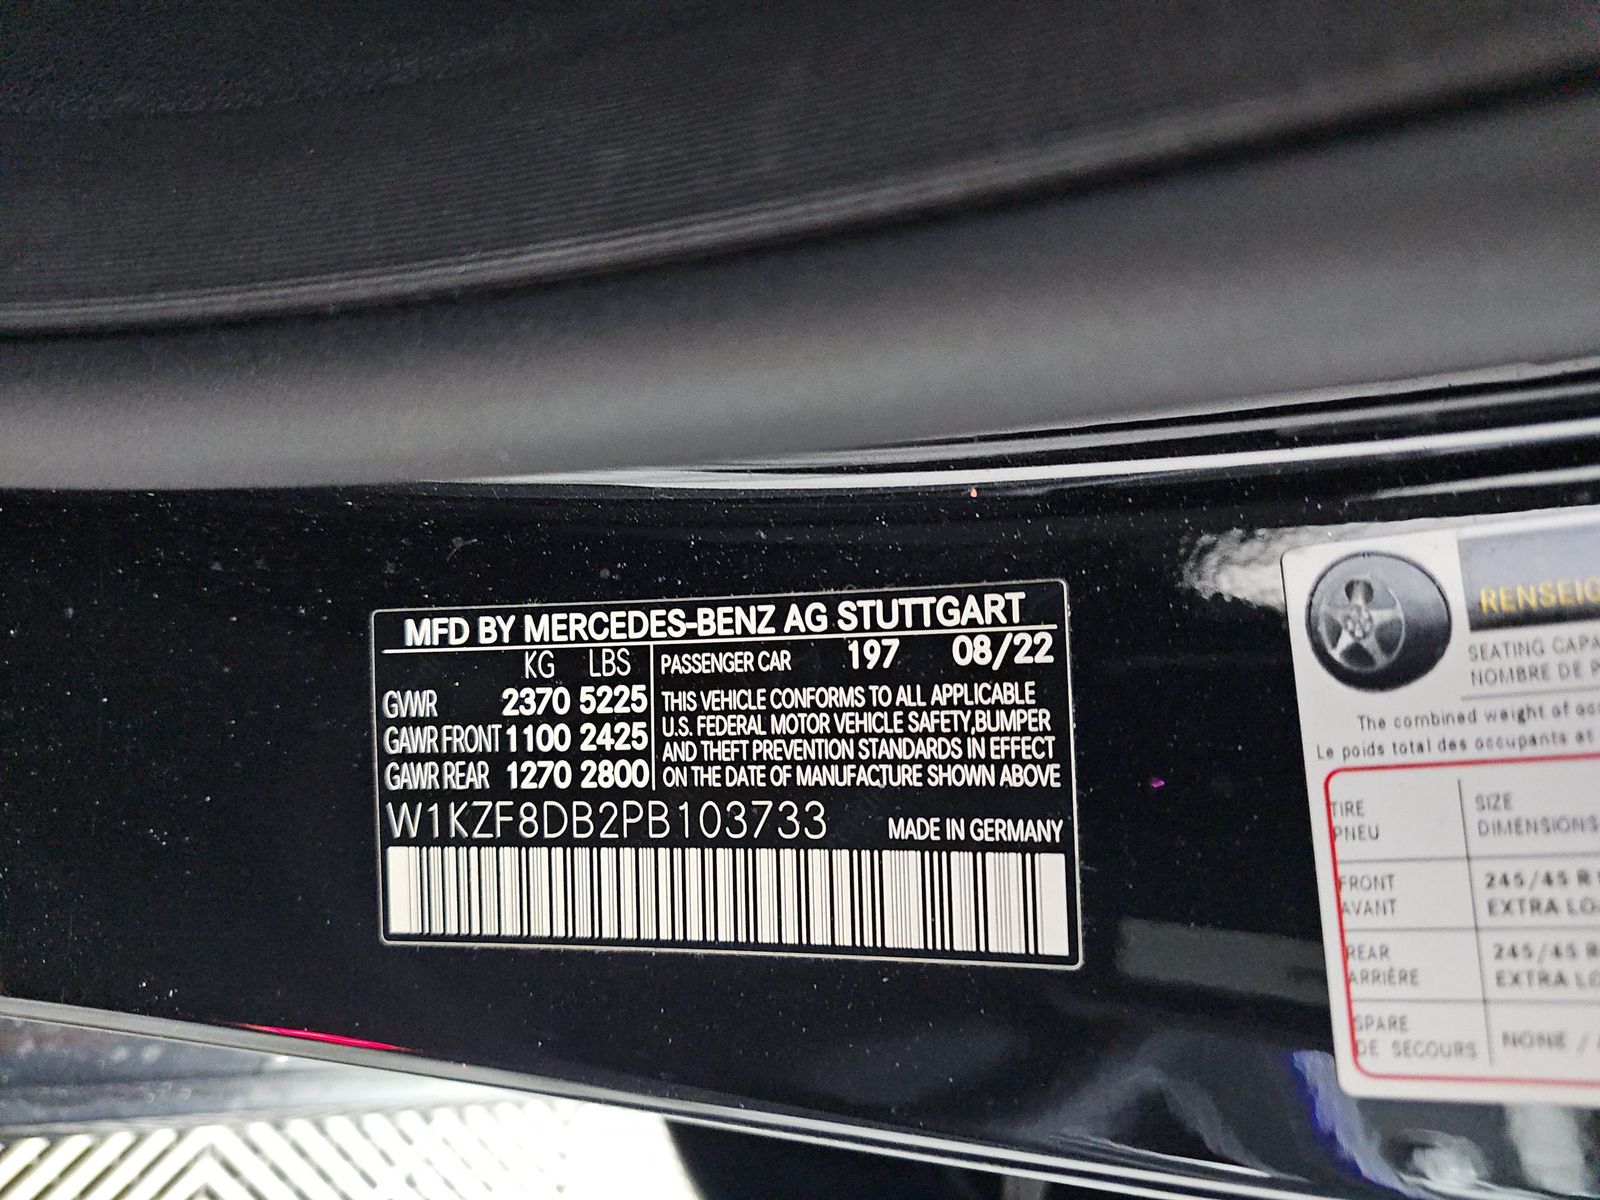 MFD BY MERCEDES-BENZ AG STUTTGART
KG LBS
GVWR 2370 5225
GAWR FRONT 1100 2425
GAWR REAR 1270 2800
PASSENGER CAR 197 08/22
THIS VEHICLE CONFORMS TO ALL APPLICABLE
U.S. FEDERAL MOTOR VEHICLE SAFETY,BUMPER
AND THEFT PREVENTION STANDARDS IN EFFECT
ON THE DATE OF MANUFACTURE SHOWN ABOVE
W1KZF8DB2PB103733
MADE IN GERMANY
SEATING
NOMBRE DE
The combined weight of
Le poids total des occupants et
TIRE SIZE
PNEU DIMENSIONS
FRONT 245/45 R
AVANT EXTRA
REAR 245/45
ARRIÈRE EXTRA
SPARE NONE /
DE SECOURS